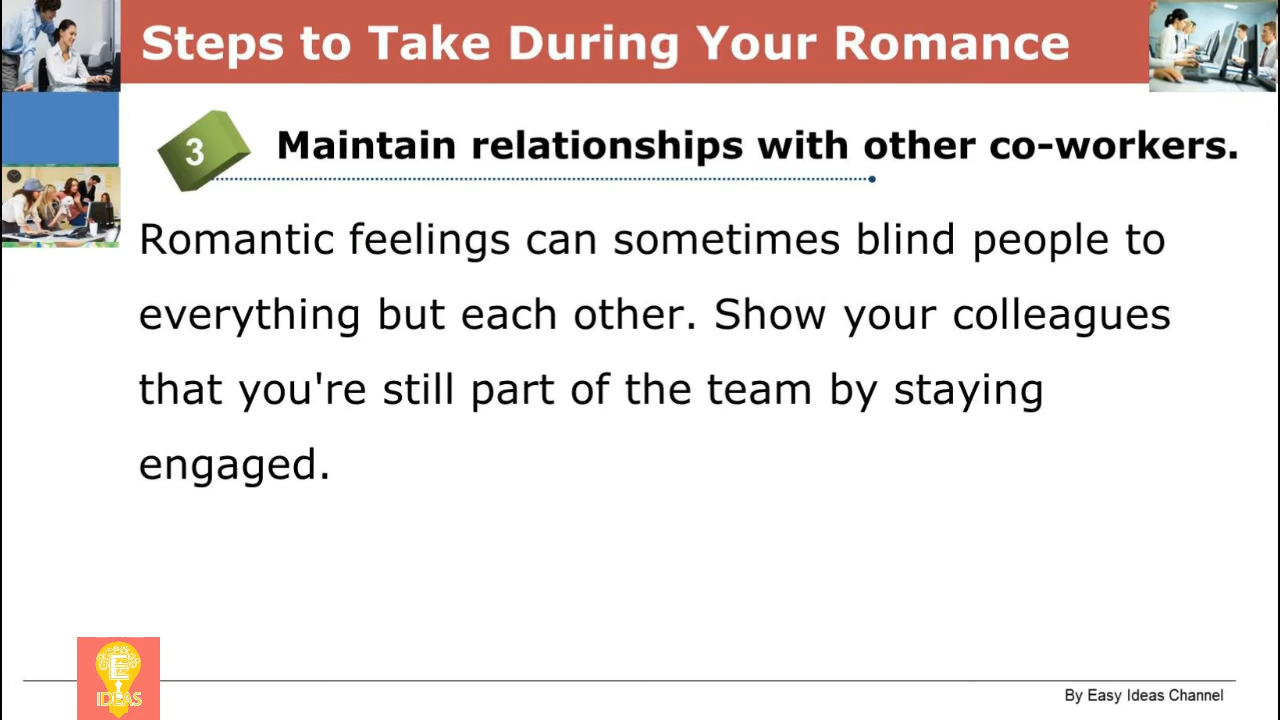 Steps to Take During Your Romance
3
Maintain relationships with other co-workers.
Romantic feelings can sometimes blind people to
everything but each other. Show your colleagues
that you're still part of the team by staying
engaged.
E
IDEAS
By Easy Ideas Channel